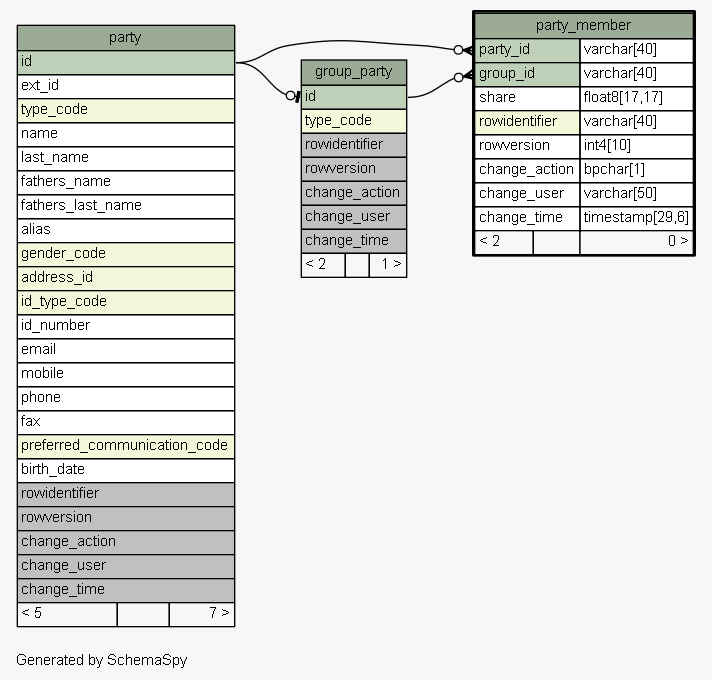 party
id
ext_id
type_code
name
last_name
fathers_name
fathers_last_name
alias
gender_code
address_id
id_type_code
id_number
email
mobile
phone
fax
preferred_communication_code
birth_date
rowidentifier
rowversion
change_action
change_user
change_time
< 5 7 >
group_party
id
type_code
rowidentifier
rowversion
change_action
change_user
change_time
< 2 1 >
party_member
party_id varchar[40]
group_id varchar[40]
share float8[17,17]
rowidentifier varchar[40]
rowversion int4[10]
change_action bpchar[1]
change_user varchar[50]
change_time timestamp[29,6]
< 2 0 >
Generated by SchemaSpy